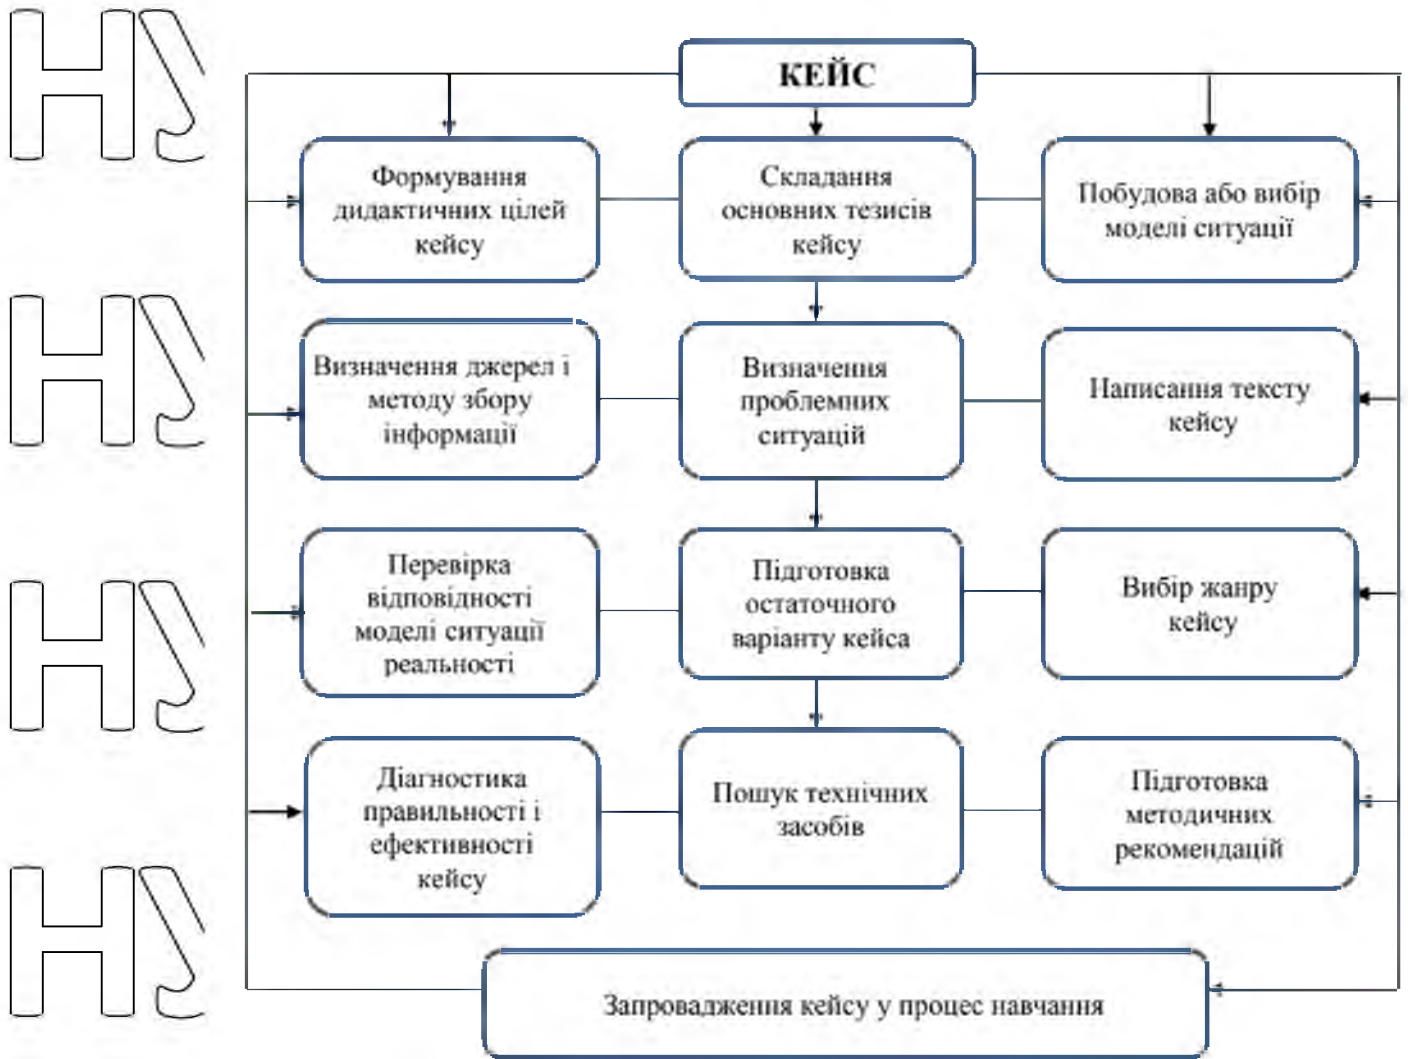 КЕЙС
Формування
дидактичних цілей
кейсу
Складання
основних тезисів
кейсу
Побудова або вибір
моделі ситуації
Визначення джерел і
методу збору
інформації
Визначення
проблемних
ситуацій
Написання тексту
кейсу
Перевірка
відповідності
моделі ситуації
реальності
Підготовка
остаточного
варіанту кейса
Вибір жанру
кейсу
Діагностика
правильності і
ефективності
кейсу
Пошук технічних
засобів
Підготовка
методичних
рекомендацій
Запровадження кейсу у процес навчання